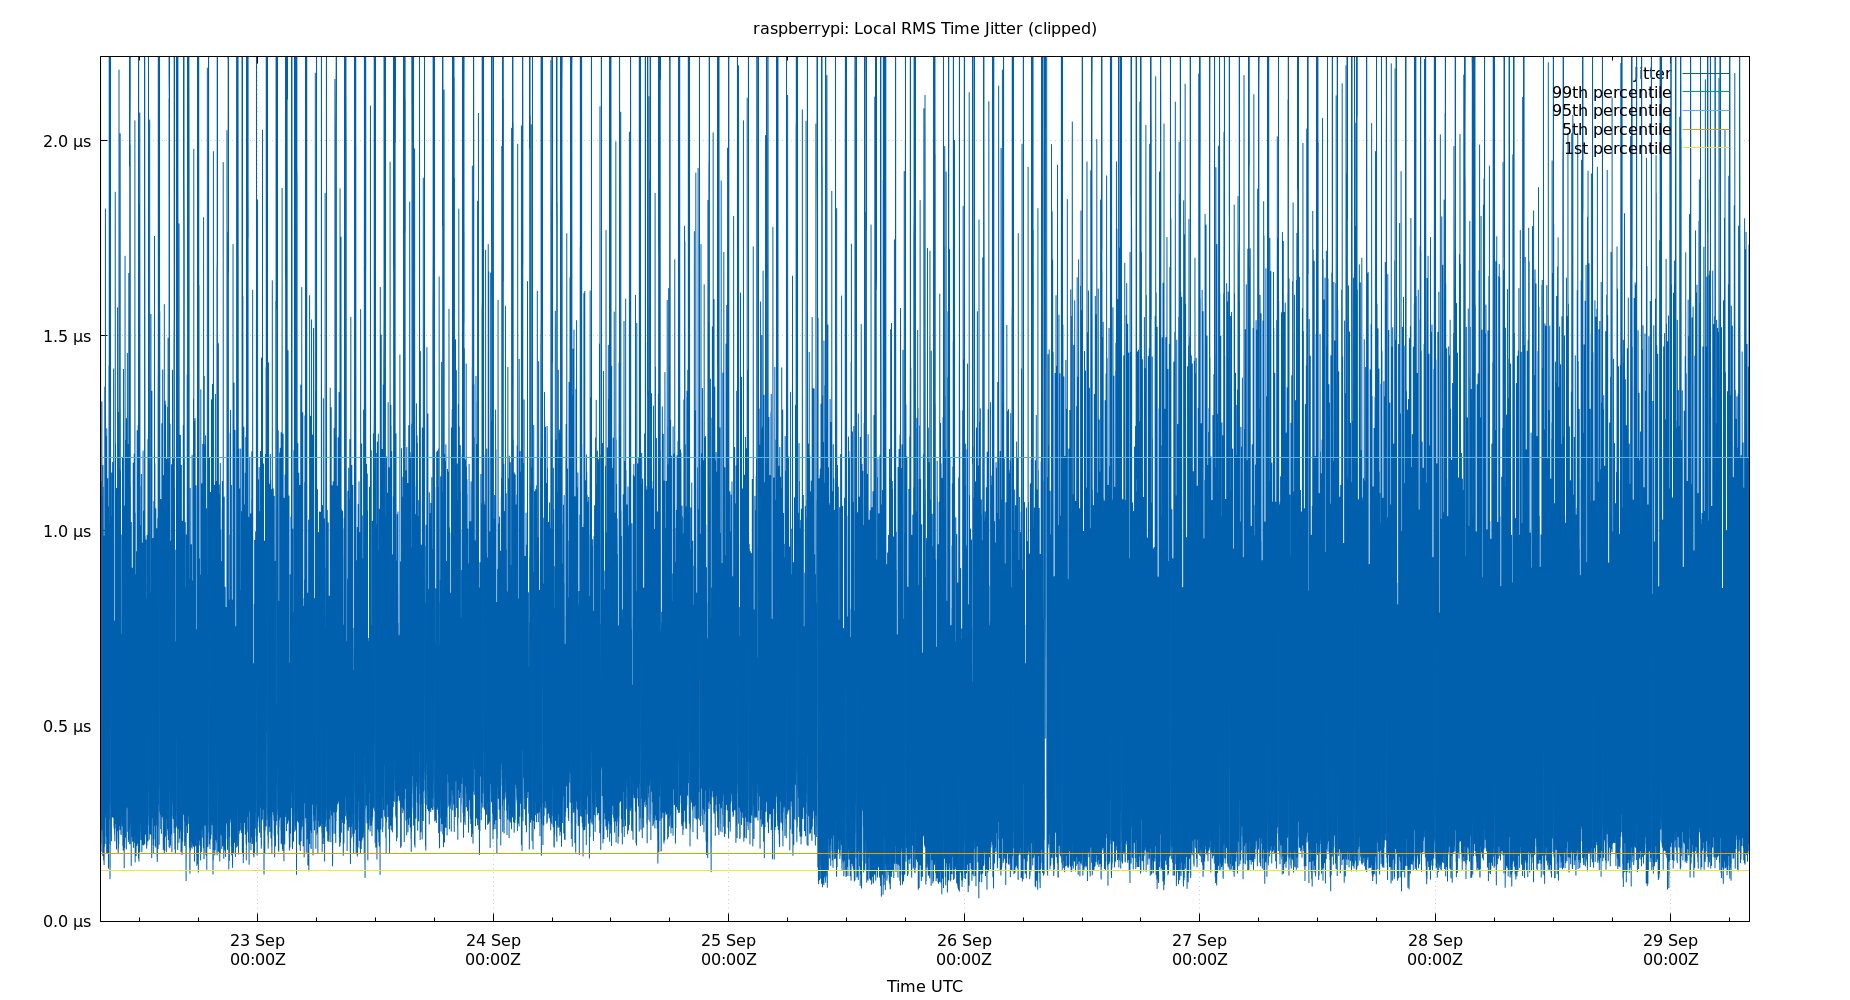 raspberrypi: Local RMS Time Jitter (clipped)
jitter
99th percentile
95th percentile
5th percentile
1st percentile
2.0 µs
1.5 µs
1.0 µs
0.5 µs
0.0 µs
23 Sep
00:00Z
24 Sep
00:00Z
25 Sep
00:00Z
26 Sep
00:00Z
27 Sep
00:00Z
28 Sep
00:00Z
29 Sep
00:00Z
Time UTC